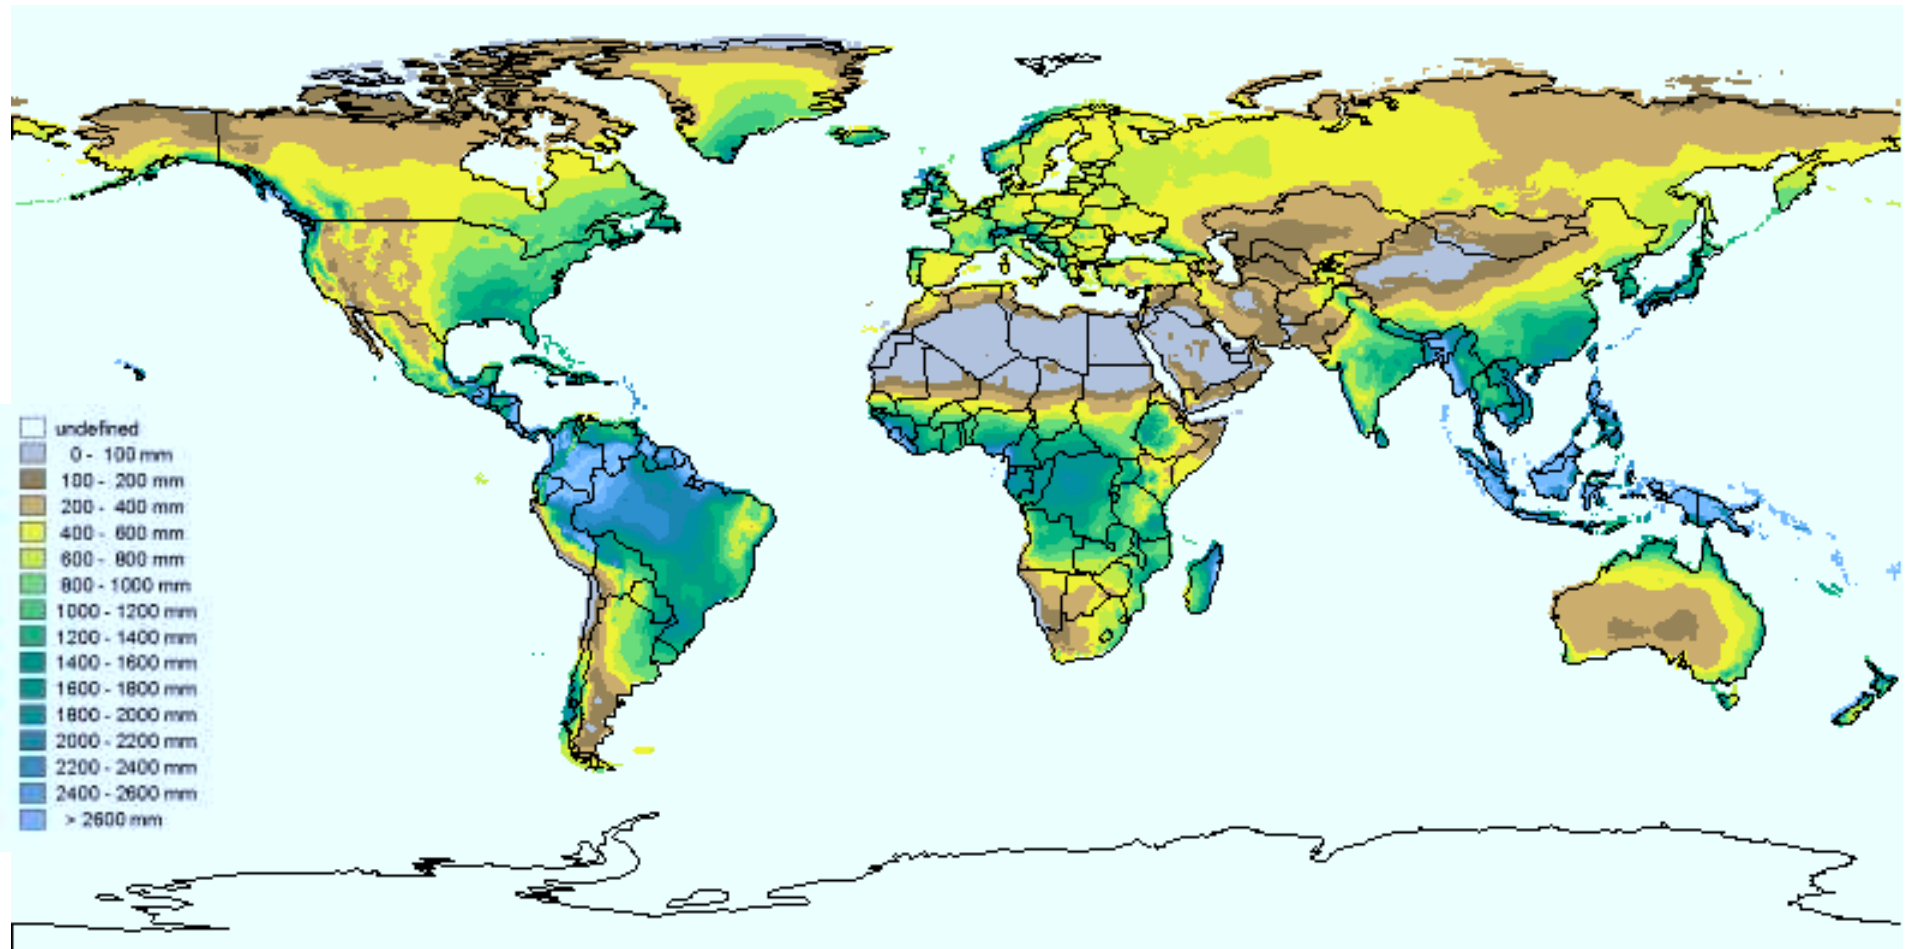 undefined
0 - 100 mm
100 - 200 mm
200 - 400 mm
400 - 600 mm
600 - 800 mm
800 - 1000 mm
1000 - 1200 mm
1200 - 1400 mm
1400 - 1600 mm
1600 - 1800 mm
1800 - 2000 mm
2000 - 2200 mm
2200 - 2400 mm
2400 - 2600 mm
> 2600 mm